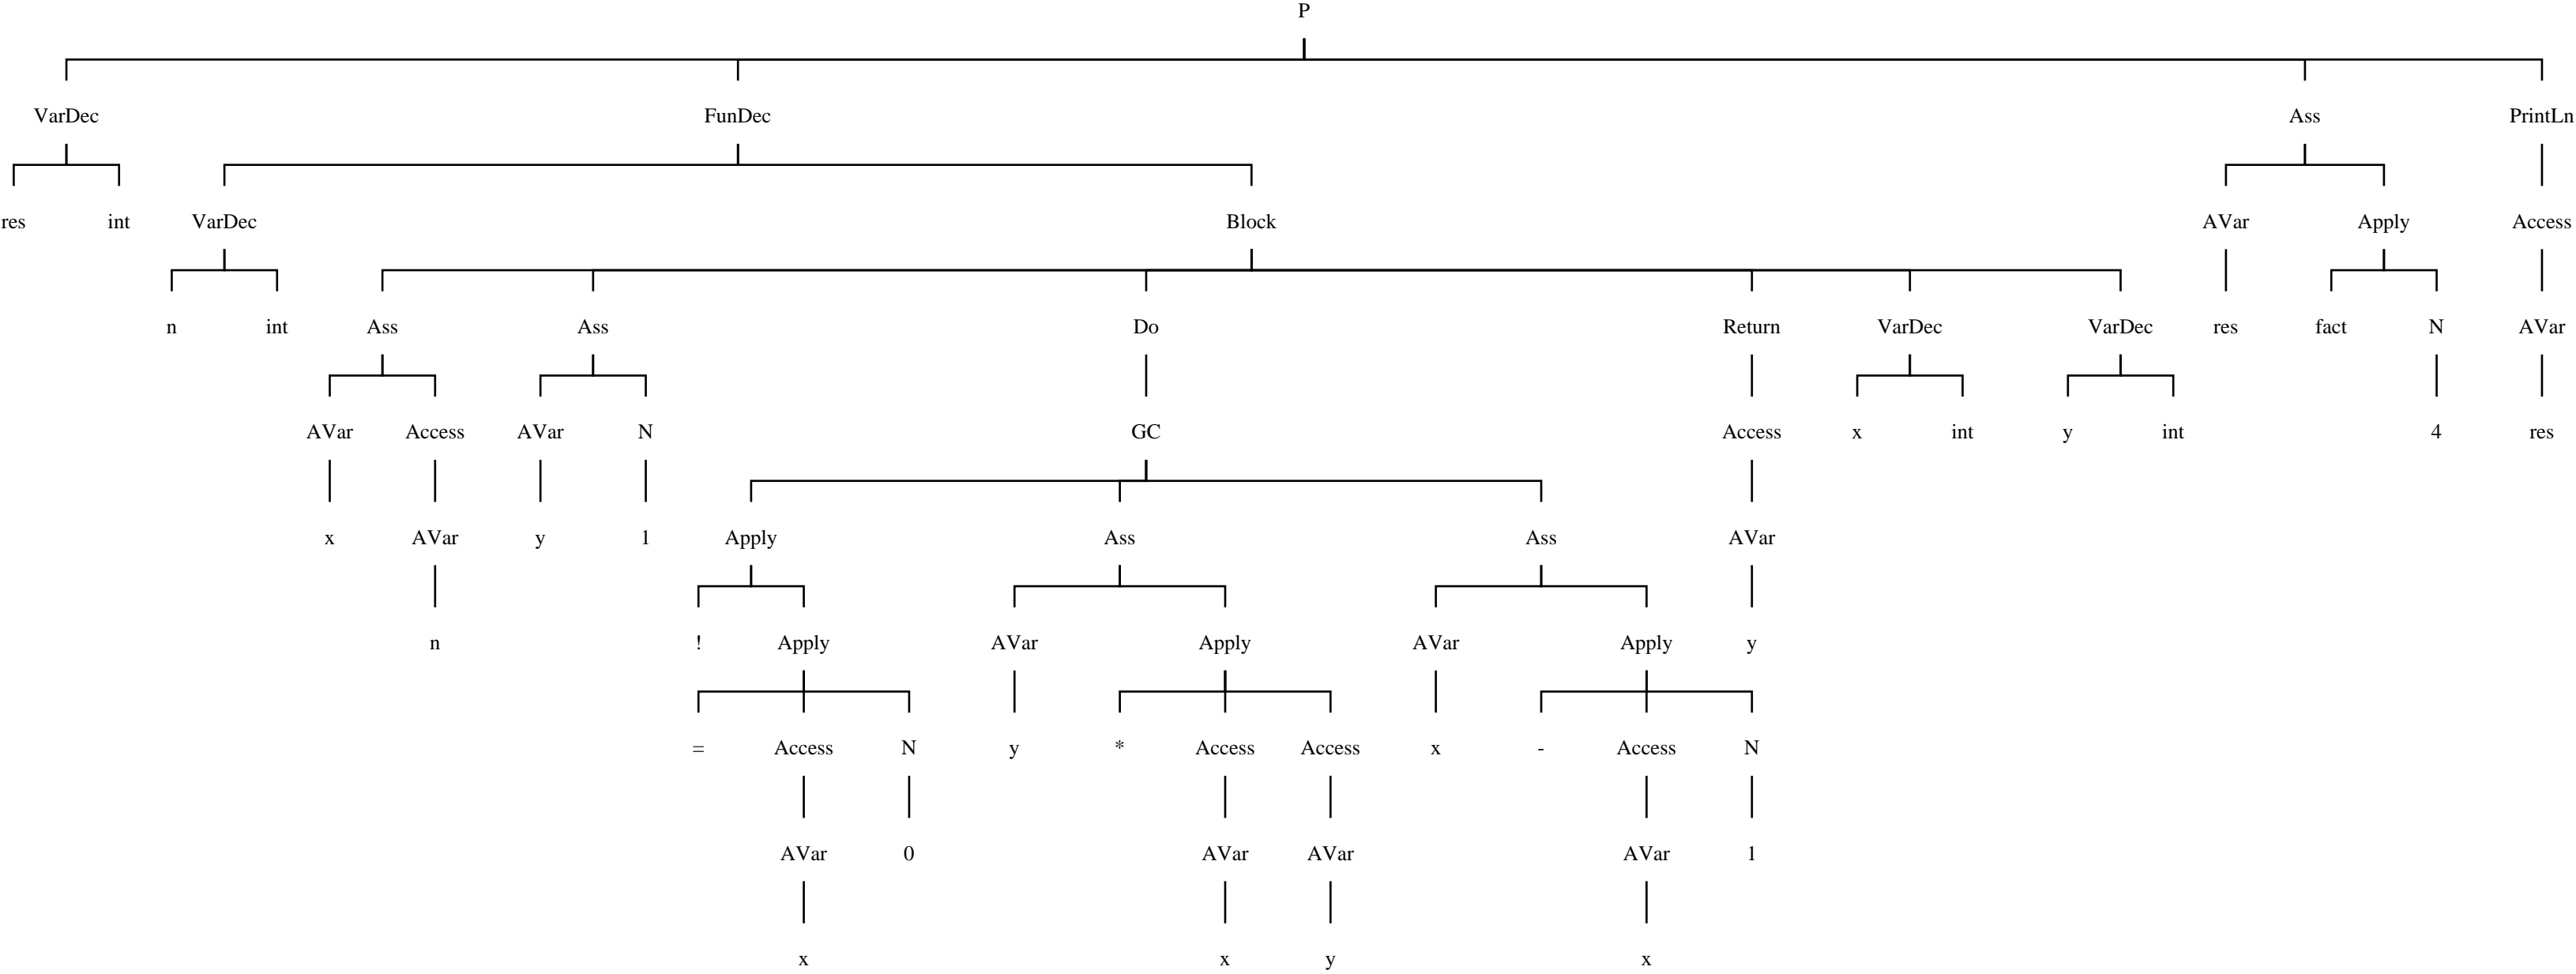 P
VarDec FunDec Ass PrintLn
res int VarDec Block AVar Apply Access
n int Ass Ass Do Return VarDec VarDec res fact N AVar
AVar Access AVar N GC Access x int y int 4 res
x AVar y 1 Apply Ass Ass AVar
n ! Apply AVar Apply AVar Apply y
= Access N y * Access Access x - Access N
AVar 0 AVar AVar AVar 1
x x y x